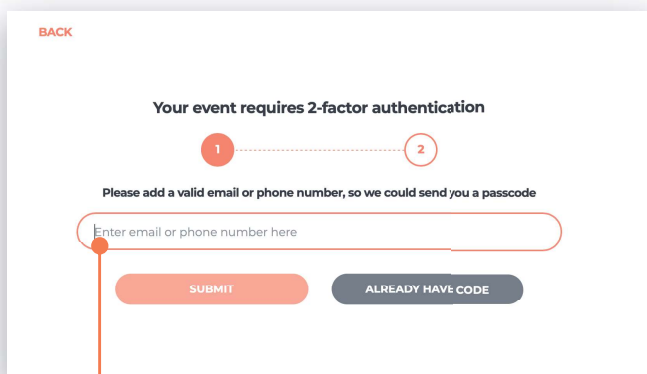 BACK
Your event requires 2-factor authentication
1
2
Please add a valid email or phone number, so we could send you a passcode
Enter email or phone number here
SUBMIT
ALREADY HAVE CODE